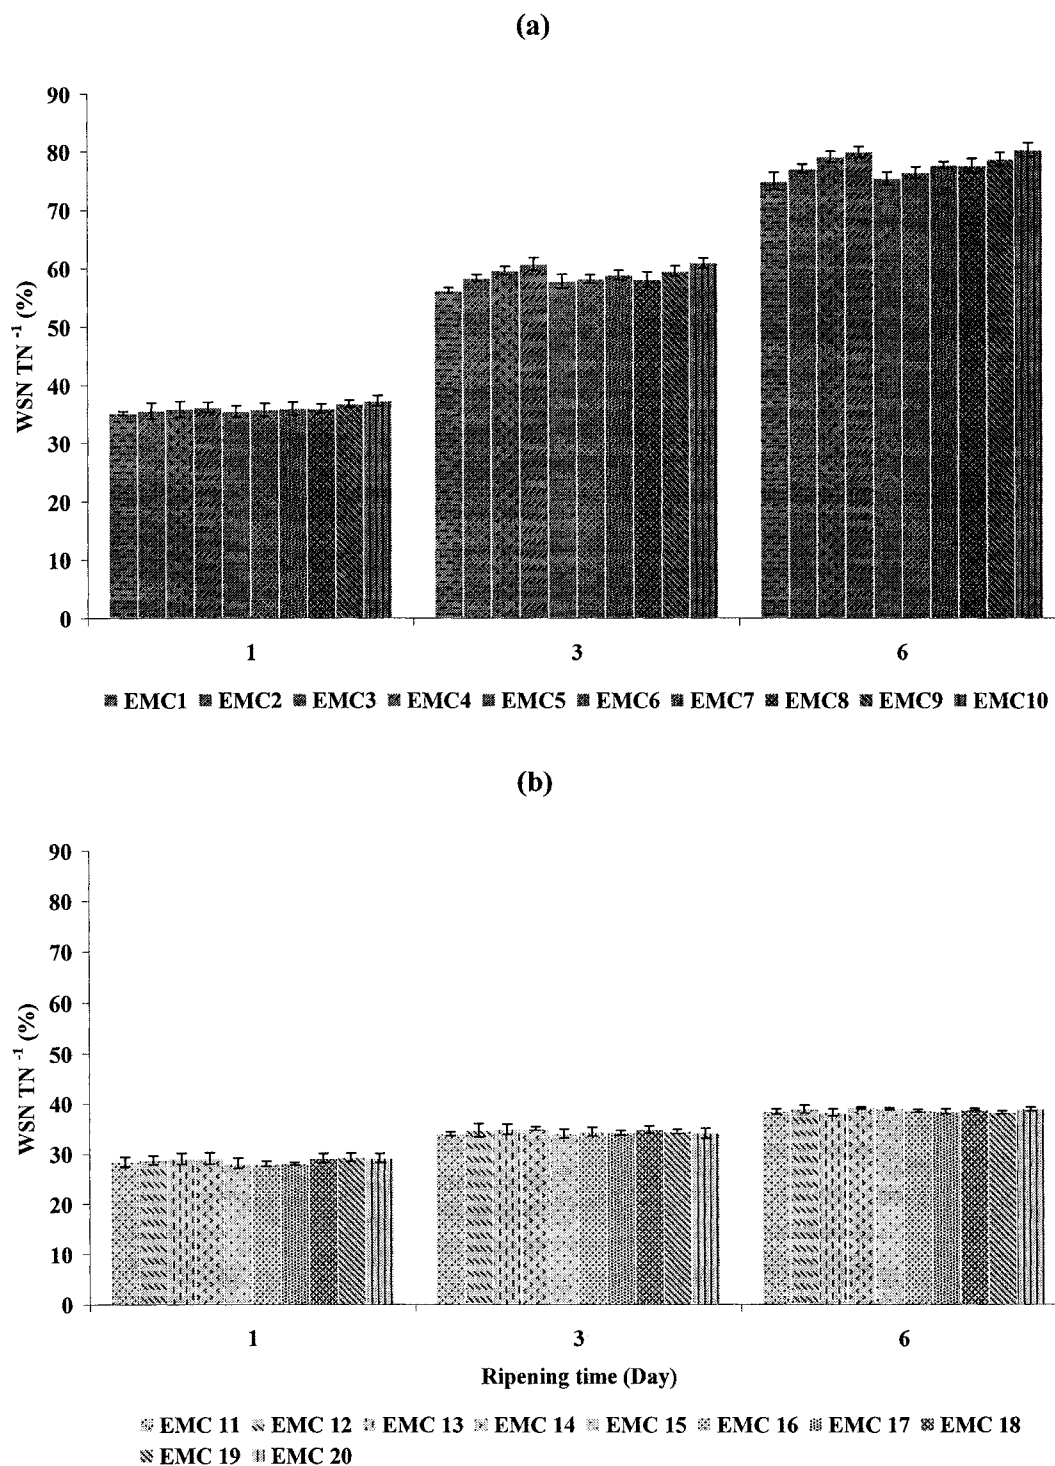 (a)
WSN TN -1 (%)
90
80
70
60
50
40
30
20
10
0
1 3 6
EMC1 EMC2 EMC3 EMC4 EMC5 EMC6 EMC7 EMC8 EMC9 EMC10
(b)
WSN TN -1 (%)
90
80
70
60
50
40
30
20
10
0
1 3 6
Ripening time (Day)
EMC 11 EMC 12 EMC 13 EMC 14 EMC 15 EMC 16 EMC 17 EMC 18
EMC 19 EMC 20